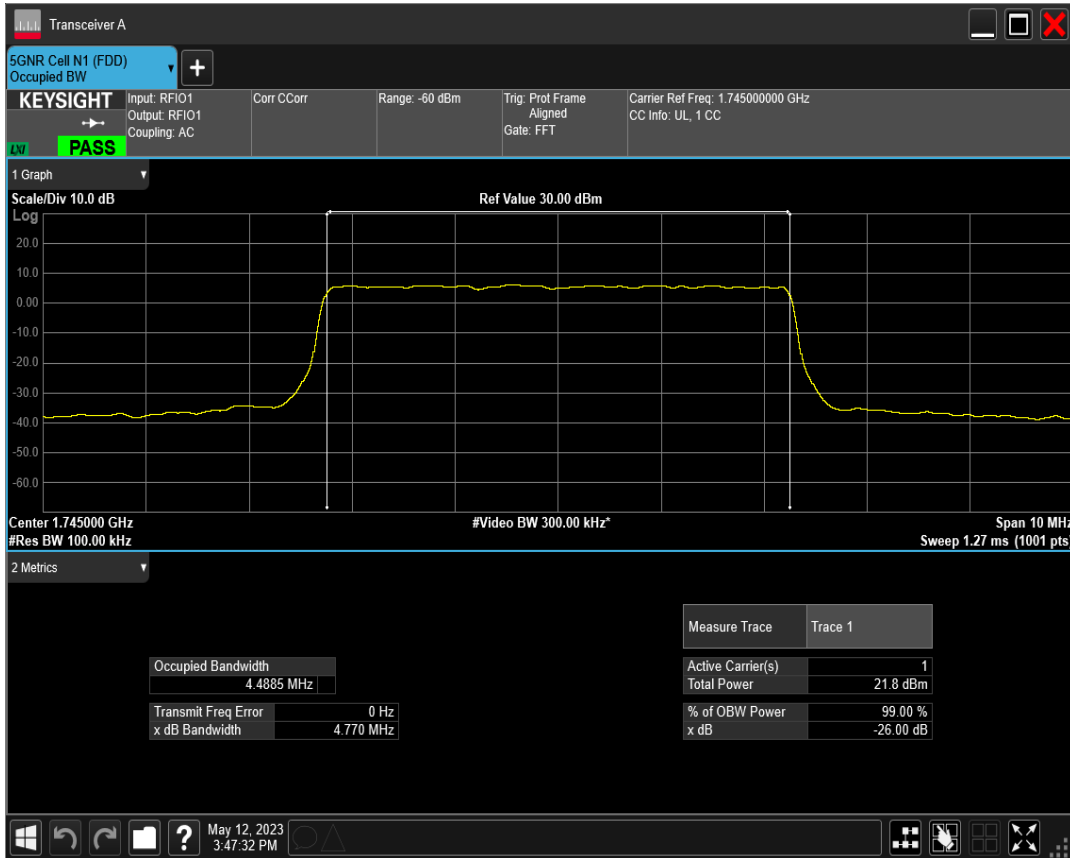 Transceiver A
5GNR Cell N1 (FDD)
Occupied BW
+
KEYSIGHT
LXI
PASS
Input: RFIO1
Output: RFIO1
Coupling: AC
Corr CCorr
Range: -60 dBm
Trig: Prot Frame
Aligned
Gate: FFT
Carrier Ref Freq: 1.745000000 GHz
CC Info: UL, 1 CC
1 Graph
Scale/Div 10.0 dB
Ref Value 30.00 dBm
Log
20.0
10.0
0.00
-10.0
-20.0
-30.0
-40.0
-50.0
-60.0
Center 1.745000 GHz
#Video BW 300.00 kHz*
Span 10 MHz
#Res BW 100.00 kHz
Sweep 1.27 ms (1001 pts)
2 Metrics
Measure Trace Trace 1
Occupied Bandwidth
4.4885 MHz
Active Carrier(s) 1
Total Power 21.8 dBm
Transmit Freq Error 0 Hz
x dB Bandwidth 4.770 MHz
% of OBW Power 99.00 %
x dB -26.00 dB
?
May 12, 2023
3:47:32 PM